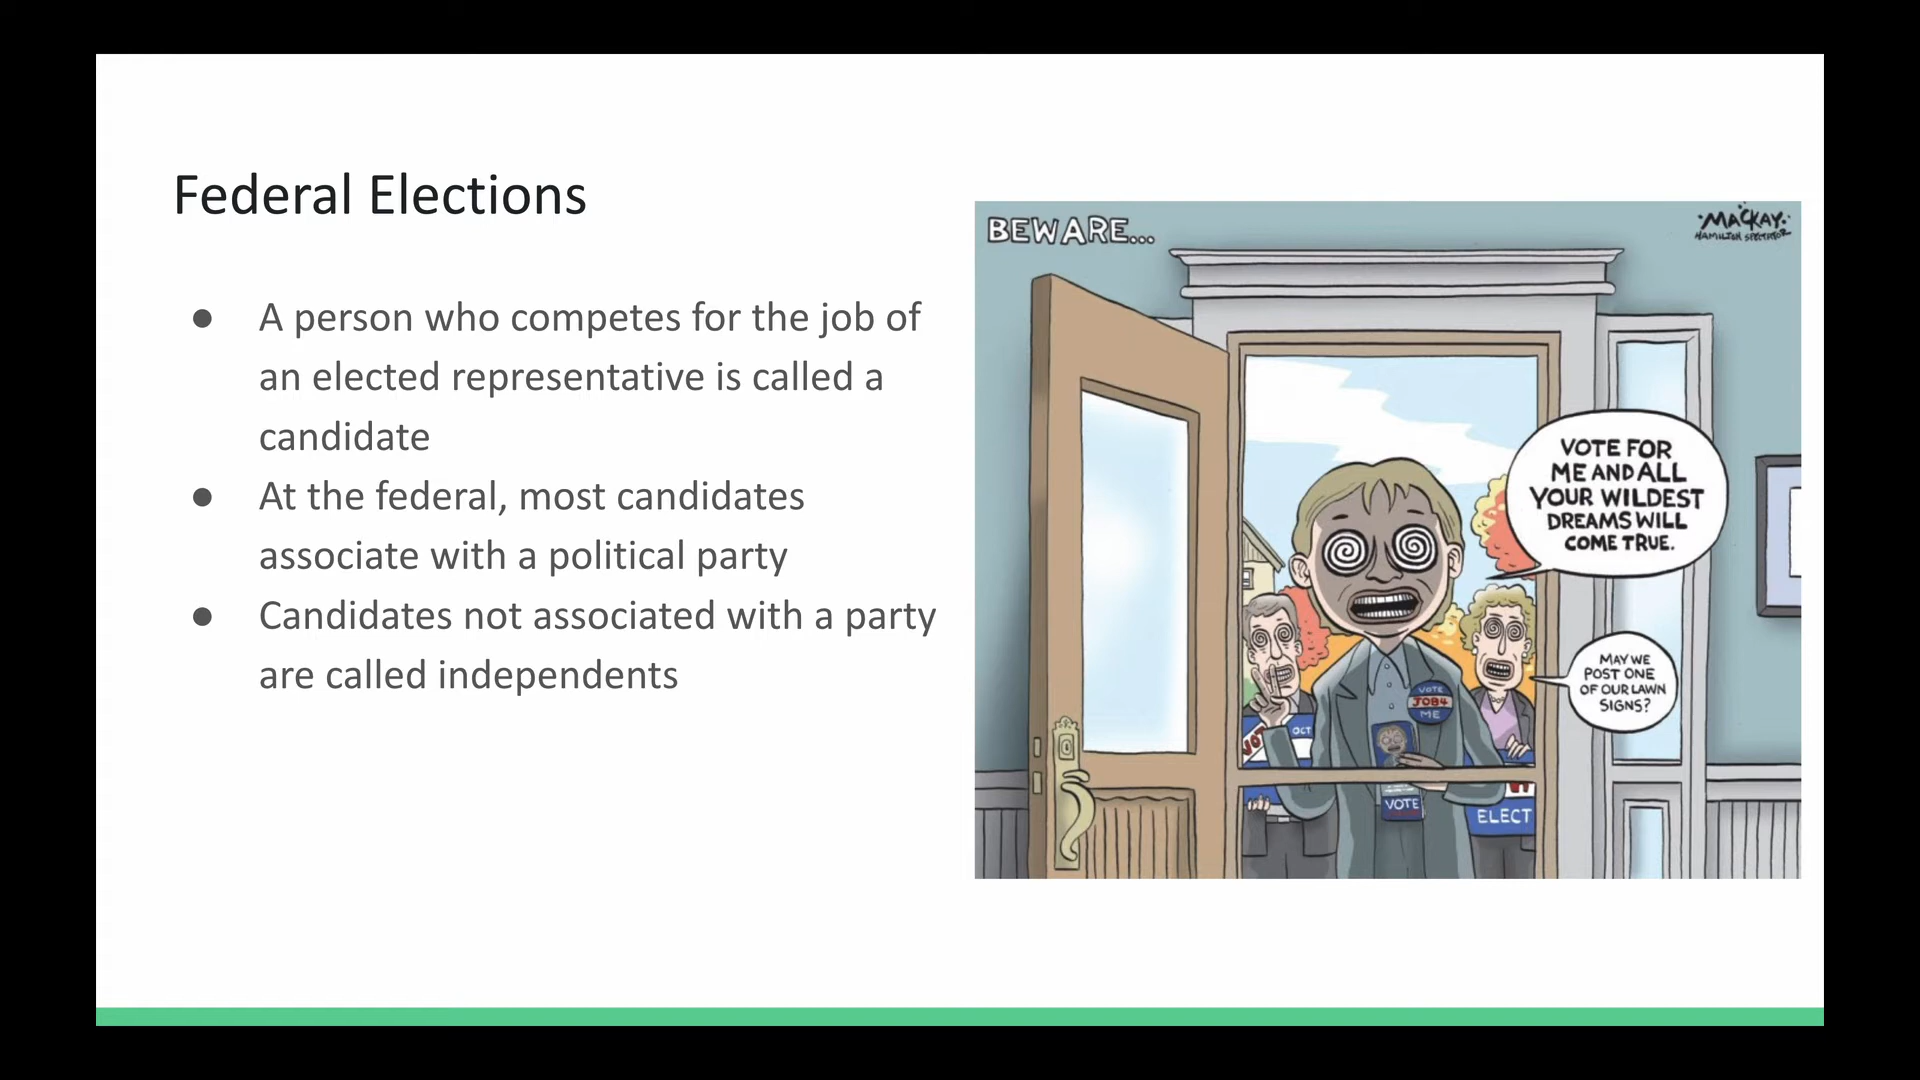 Federal Elections
● A person who competes for the job of
an elected representative is called a
candidate
● At the federal, most candidates
associate with a political party
● Candidates not associated with a party
are called independents
BEWARE...
MACKAY
HAMILTON SPECTATOR
VOTE FOR
ME AND ALL
YOUR WILDEST
DREAMS WILL
COME TRUE.
MAY WE
POST ONE
OF OUR LAWN
SIGNS?
VOTE
JOB4
ME
VOT
OCT
VOTE
ELECT